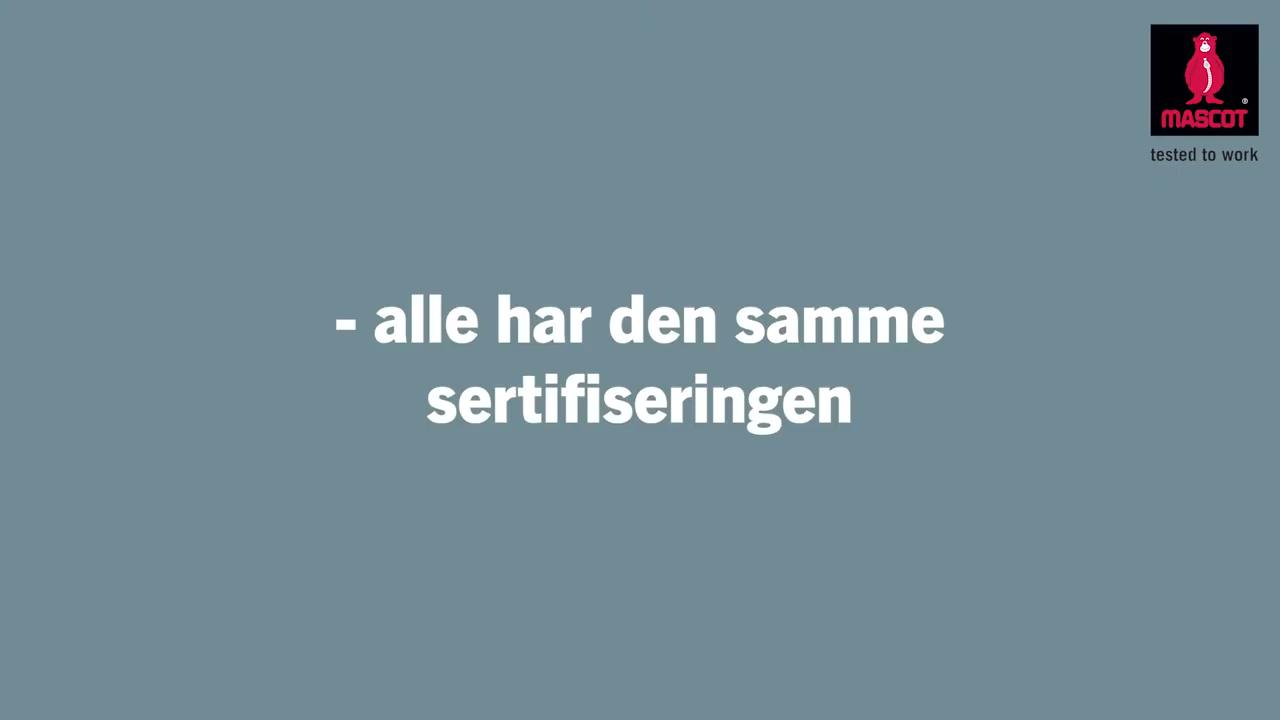 MASCOT
®
tested to work
- alle har den samme
sertifiseringen